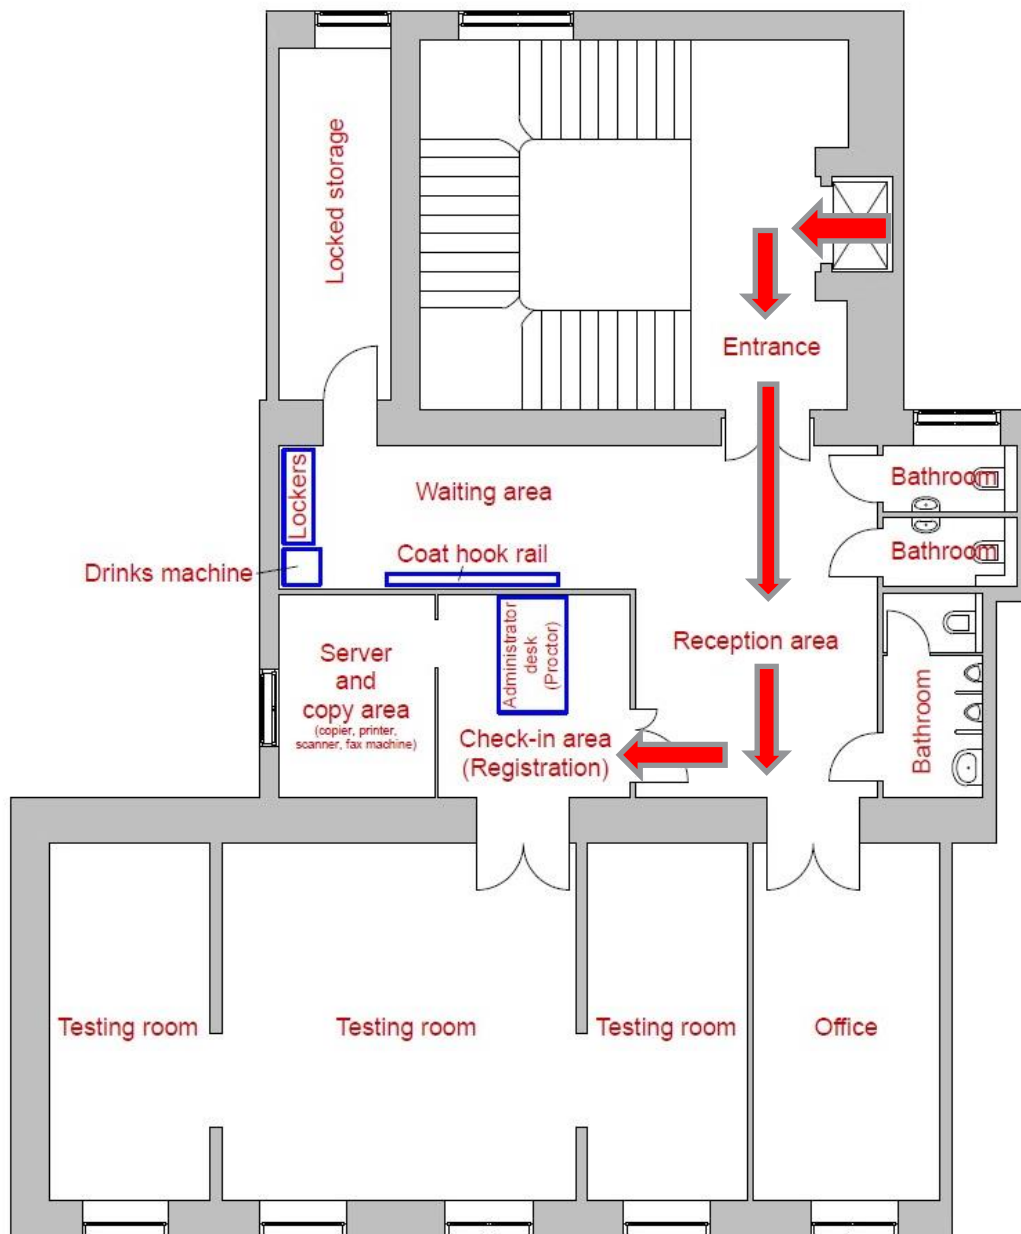 Locked storage
Entrance
Lockers
Waiting area
Bathroom
Coat hook rail
Bathroom
Drinks machine
Administrator
desk
(Proctor)
Server
and
copy area
(copier, printer,
scanner, fax machine)
Reception area
Bathroom
Check-in area
(Registration)
Testing room
Testing room
Testing room
Office